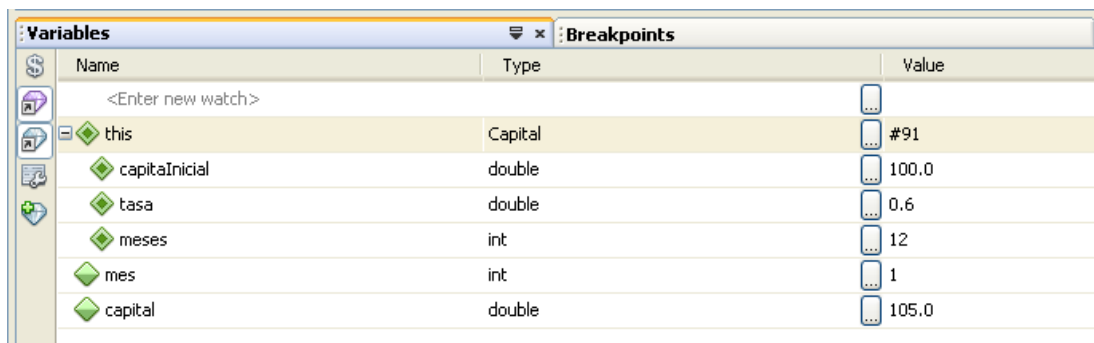 Variables Breakpoints
Name Type Value
<Enter new watch> ...
this Capital ... #91
capitaInicial double ... 100.0
tasa double ... 0.6
meses int ... 12
mes int ... 1
capital double ... 105.0